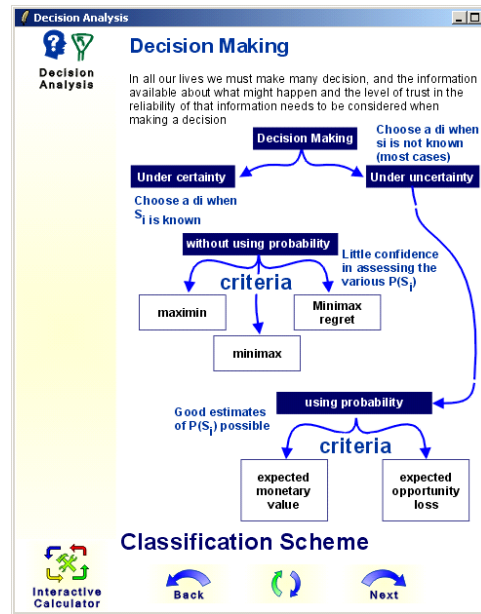 Decision Analysis
Decision
Analysis
Decision Making
In all our lives we must make many decision, and the information
available about what might happen and the level of trust in the
reliability of that information needs to be considered when
making a decision
Decision Making
Choose a di when
si is not known
(most cases)
Under certainty
Under uncertainty
Choose a di when
Si is known
without using probability
Little confidence
in assessing the
various P(Si)
criteria
maximin
Minimax
regret
minimax
using probability
Good estimates
of P(Si) possible
criteria
expected
monetary
value
expected
opportunity
loss
Classification Scheme
Interactive
Calculator
Back
Next